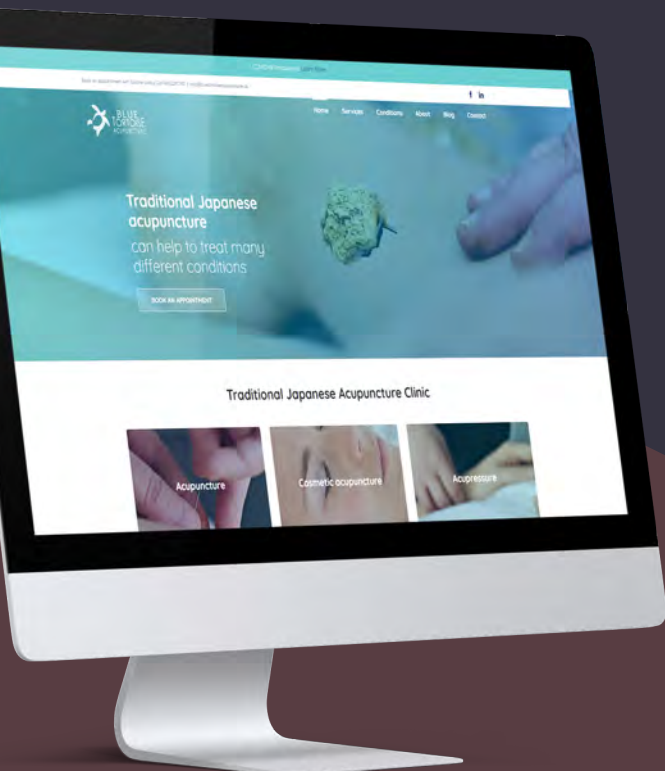 f in
BLUE
TORTOISE
ACUPUNCTURE
Home Services Conditions About Blog Contact
Traditional Japanese
acupuncture
can help to treat many
different conditions
BOOK AN APPOINTMENT
Traditional Japanese Acupuncture Clinic
Acupuncture
Cosmetic acupuncture
Acupressure